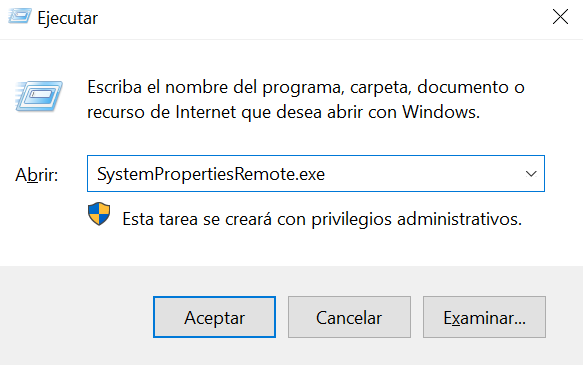 Ejecutar
Escriba el nombre del programa, carpeta, documento o
recurso de Internet que desea abrir con Windows.
Abrir:
SystemPropertiesRemote.exe
Esta tarea se creará con privilegios administrativos.
Aceptar
Cancelar
Examinar...